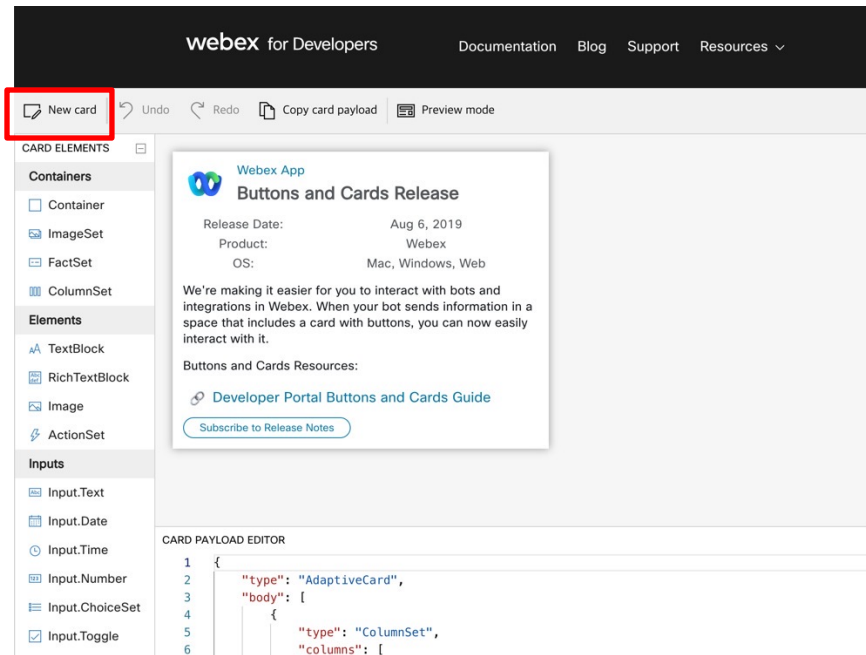 webex for Developers
Documentation Blog Support Resources
New card Undo Redo Copy card payload Preview mode
CARD ELEMENTS
Containers
Container
ImageSet
FactSet
ColumnSet
Elements
TextBlock
RichTextBlock
Image
ActionSet
Inputs
Input.Text
Input.Date
Input.Time
Input.Number
Input.ChoiceSet
Input.Toggle
Webex App
Buttons and Cards Release
Release Date: Aug 6, 2019
Product: Webex
OS: Mac, Windows, Web
We're making it easier for you to interact with bots and
integrations in Webex. When your bot sends information in a
space that includes a card with buttons, you can now easily
interact with it.
Buttons and Cards Resources:
Developer Portal Buttons and Cards Guide
Subscribe to Release Notes
CARD PAYLOAD EDITOR
1 {
2 "type": "AdaptiveCard",
3 "body": [
4 {
5 "type": "ColumnSet",
6 "columns": [